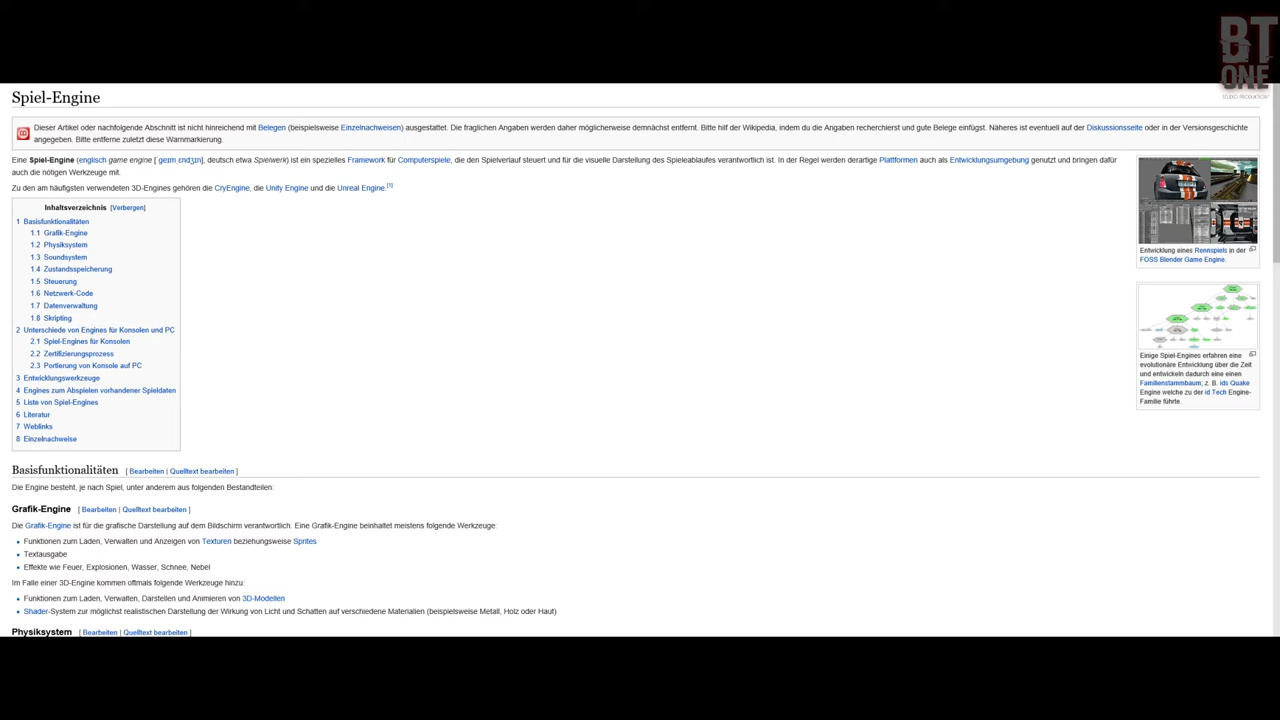 BT
ONE
STUDIO PRODUKTION
Spiel-Engine
Dieser Artikel oder nachfolgende Abschnitt ist nicht hinreichend mit Belegen (beispielsweise Einzelnachweisen) ausgestattet. Die fraglichen Angaben werden daher möglicherweise demnächst entfernt. Bitte hilf der Wikipedia, indem du die Angaben recherchierst und gute Belege einfügst. Näheres ist eventuell auf der Diskussionsseite oder in der Versionsgeschichte
angegeben. Bitte entferne zuletzt diese Warnmarkierung.
Eine Spiel-Engine (englisch game engine [ˈgeɪm ˌɛndʒɪn], deutsch etwa Spielwerk) ist ein spezielles Framework für Computerspiele, die den Spielverlauf steuert und für die visuelle Darstellung des Spieleablaufes verantwortlich ist. In der Regel werden derartige Plattformen auch als Entwicklungsumgebung genutzt und bringen dafür
auch die nötigen Werkzeuge mit.
Zu den am häufigsten verwendeten 3D-Engines gehören die CryEngine, die Unity Engine und die Unreal Engine.[1]
Inhaltsverzeichnis [Verbergen]
1 Basisfunktionalitäten
1.1 Grafik-Engine
1.2 Physiksystem
1.3 Soundsystem
1.4 Zustandsspeicherung
1.5 Steuerung
1.6 Netzwerk-Code
1.7 Datenverwaltung
1.8 Skripting
2 Unterschiede von Engines für Konsolen und PC
2.1 Spiel-Engines für Konsolen
2.2 Zertifizierungsprozess
2.3 Portierung von Konsole auf PC
3 Entwicklungswerkzeuge
4 Engines zum Abspielen vorhandener Spieldaten
5 Liste von Spiel-Engines
6 Literatur
7 Weblinks
8 Einzelnachweise
Entwicklung eines Rennspiels in der
FOSS Blender Game Engine.
Einige Spiel-Engines erfahren eine
evolutionäre Entwicklung über die Zeit
und entwickeln dadurch eine einen
Familienstammbaum; z. B. ids Quake
Engine welche zu der id Tech Engine-
Familie führte.
Basisfunktionalitäten [ Bearbeiten | Quelltext bearbeiten ]
Die Engine besteht, je nach Spiel, unter anderem aus folgenden Bestandteilen:
Grafik-Engine [ Bearbeiten | Quelltext bearbeiten ]
Die Grafik-Engine ist für die grafische Darstellung auf dem Bildschirm verantwortlich. Eine Grafik-Engine beinhaltet meistens folgende Werkzeuge:
Funktionen zum Laden, Verwalten und Anzeigen von Texturen beziehungsweise Sprites
Textausgabe
Effekte wie Feuer, Explosionen, Wasser, Schnee, Nebel
Im Falle einer 3D-Engine kommen oftmals folgende Werkzeuge hinzu:
Funktionen zum Laden, Verwalten, Darstellen und Animieren von 3D-Modellen
Shader-System zur möglichst realistischen Darstellung der Wirkung von Licht und Schatten auf verschiedene Materialien (beispielsweise Metall, Holz oder Haut)
Physiksystem [ Bearbeiten | Quelltext bearbeiten ]